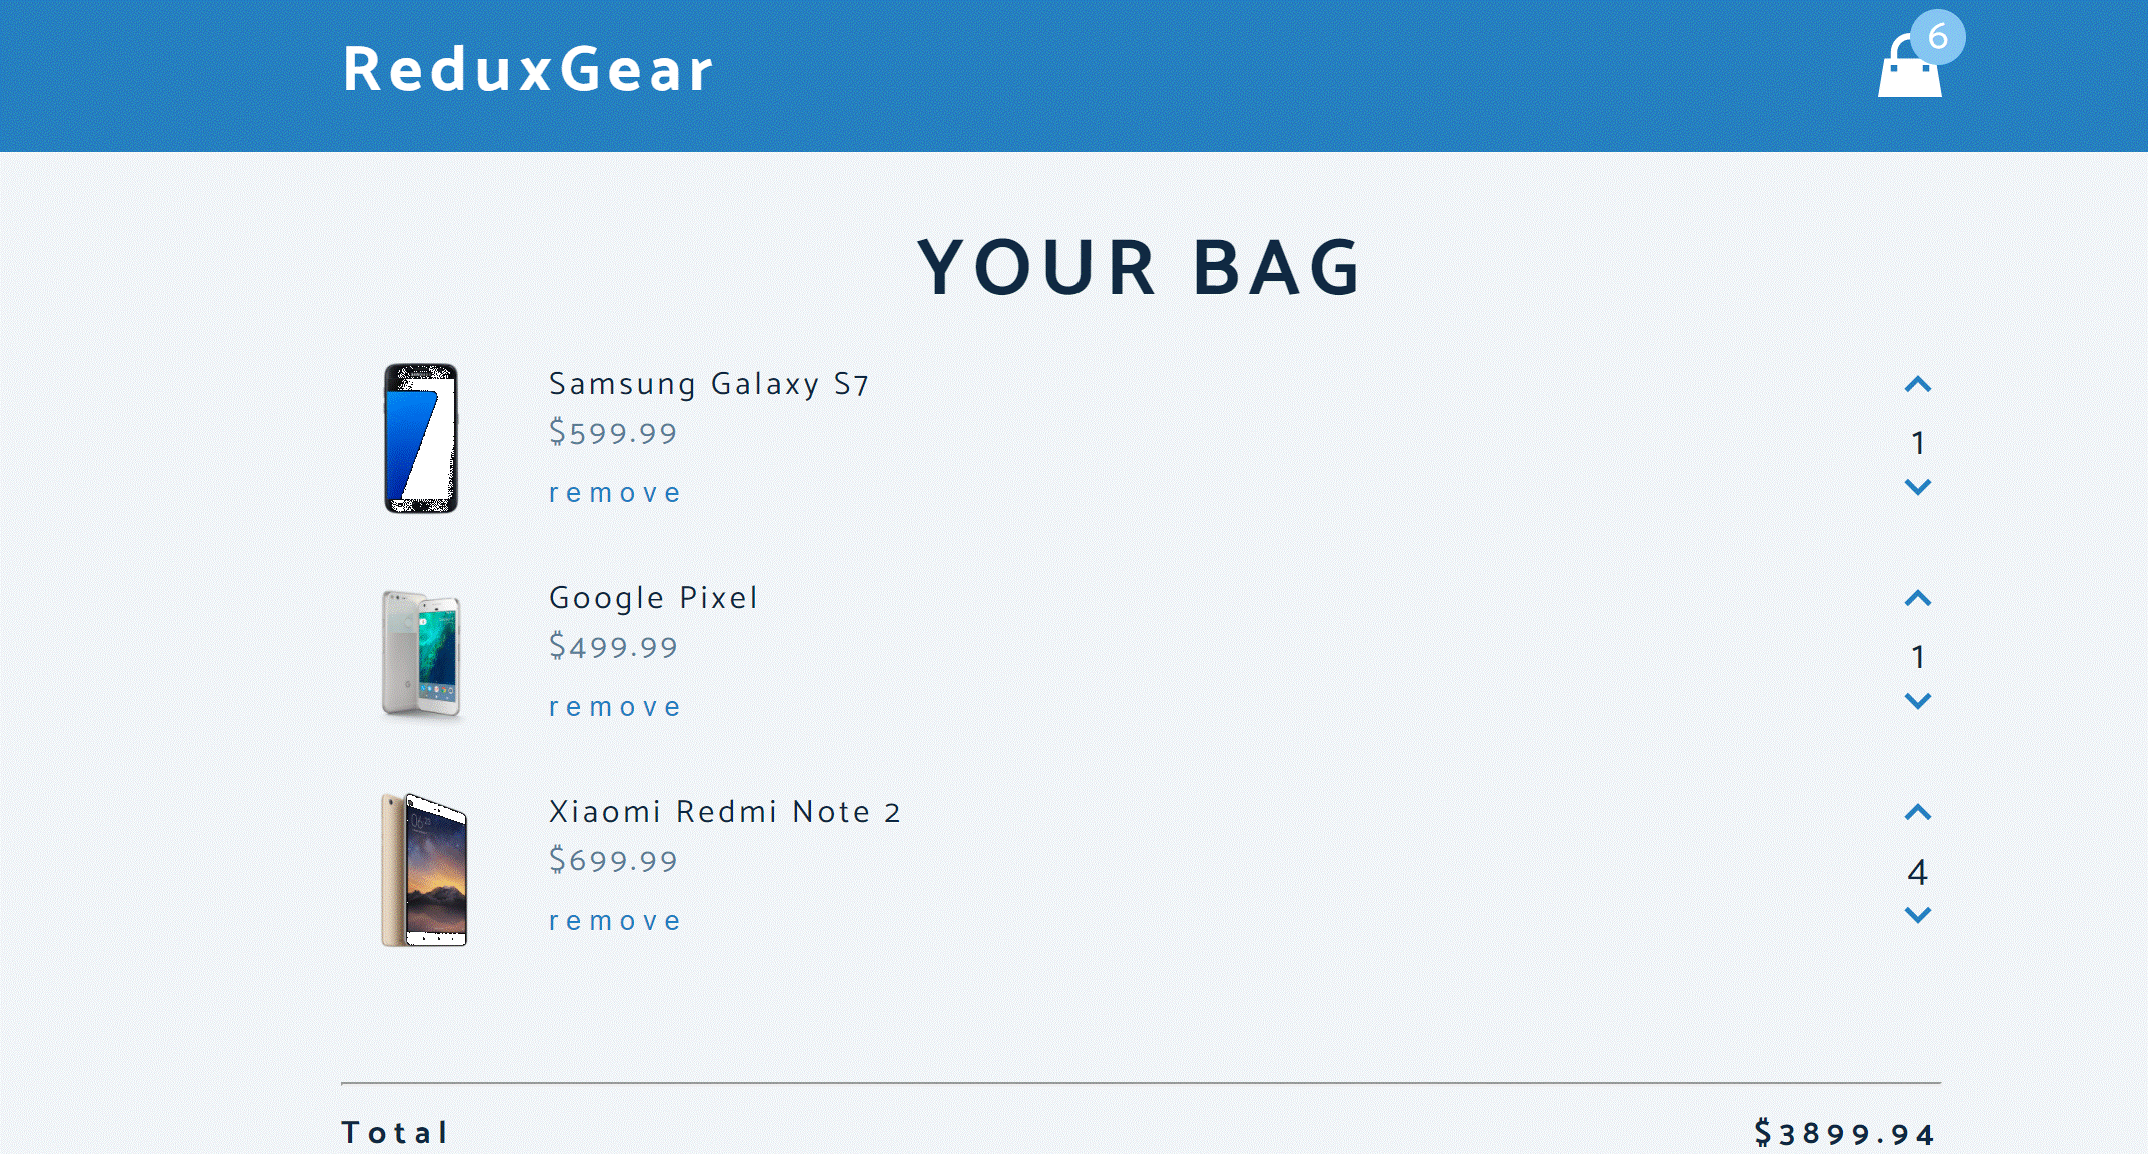 ReduxGear
6
YOUR BAG
Samsung Galaxy S7
$599.99
remove
1
Google Pixel
$499.99
remove
1
Xiaomi Redmi Note 2
$699.99
remove
4
Total
$3899.94